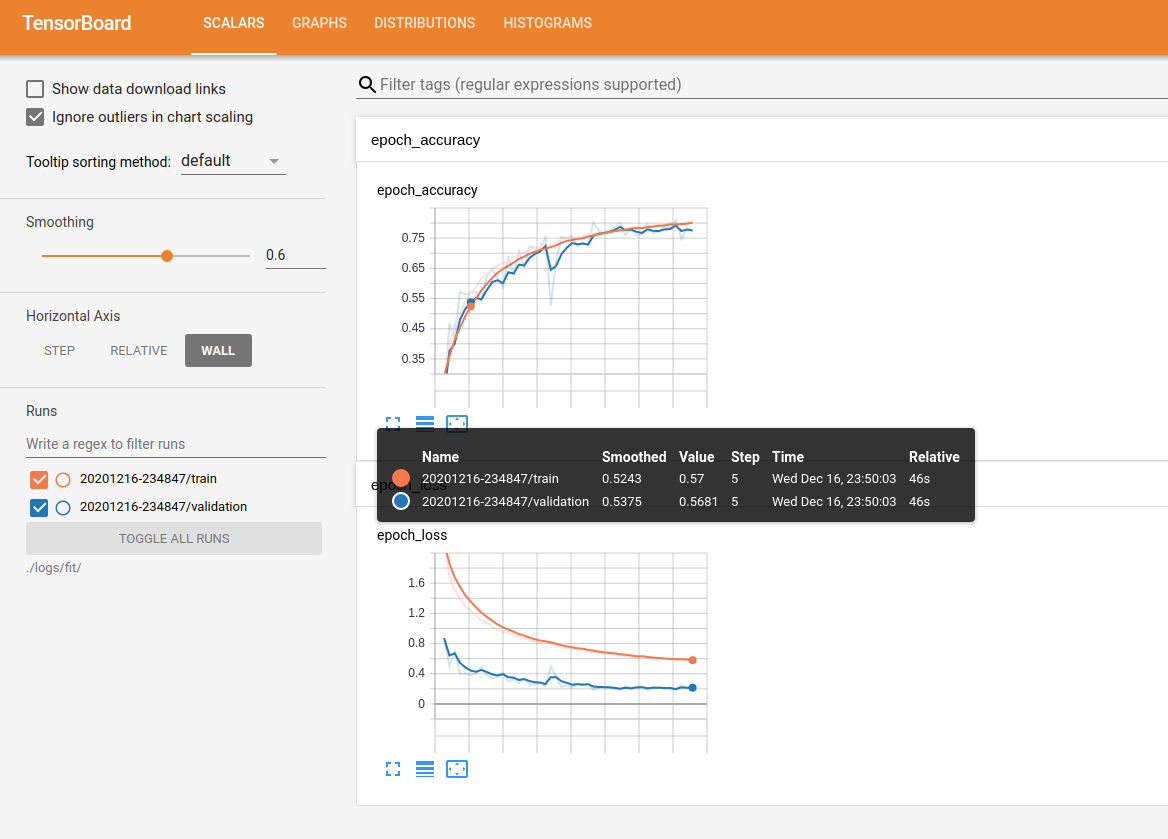 TensorBoard
SCALARS GRAPHS DISTRIBUTIONS HISTOGRAMS
Show data download links
Ignore outliers in chart scaling
Tooltip sorting method: default
Smoothing
0.6
Horizontal Axis
STEP RELATIVE WALL
Runs
Write a regex to filter runs
20201216-234847/train
20201216-234847/validation
TOGGLE ALL RUNS
./logs/fit/
Filter tags (regular expressions supported)
epoch_accuracy
epoch_accuracy
0.75
0.65
0.55
0.45
0.35
Name Smoothed Value Step Time Relative
20201216-234847/train 0.5243 0.57 5 Wed Dec 16, 23:50:03 46s
20201216-234847/validation 0.5375 0.5681 5 Wed Dec 16, 23:50:03 46s
epoch_loss
epoch_loss
1.6
1.2
0.8
0.4
0